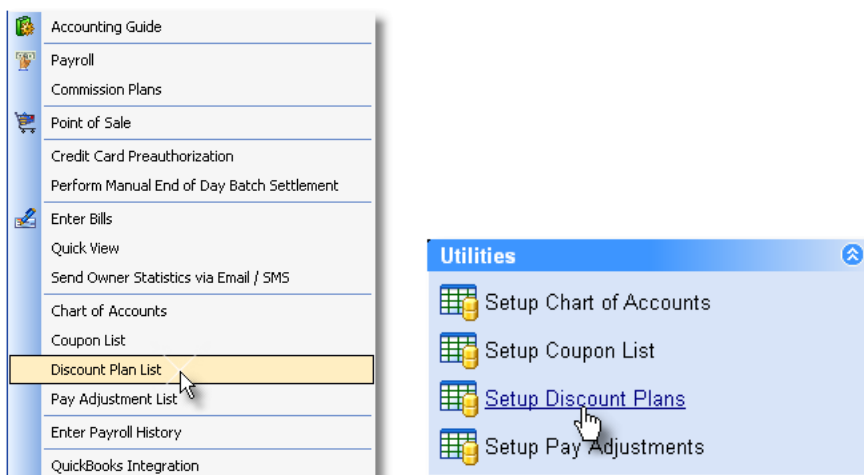 Accounting Guide
Payroll
Commission Plans
Point of Sale
Credit Card Preauthorization
Perform Manual End of Day Batch Settlement
Enter Bills
Quick View
Send Owner Statistics via Email / SMS
Chart of Accounts
Coupon List
Discount Plan List
Pay Adjustment List
Enter Payroll History
QuickBooks Integration
Utilities
Setup Chart of Accounts
Setup Coupon List
Setup Discount Plans
Setup Pay Adjustments